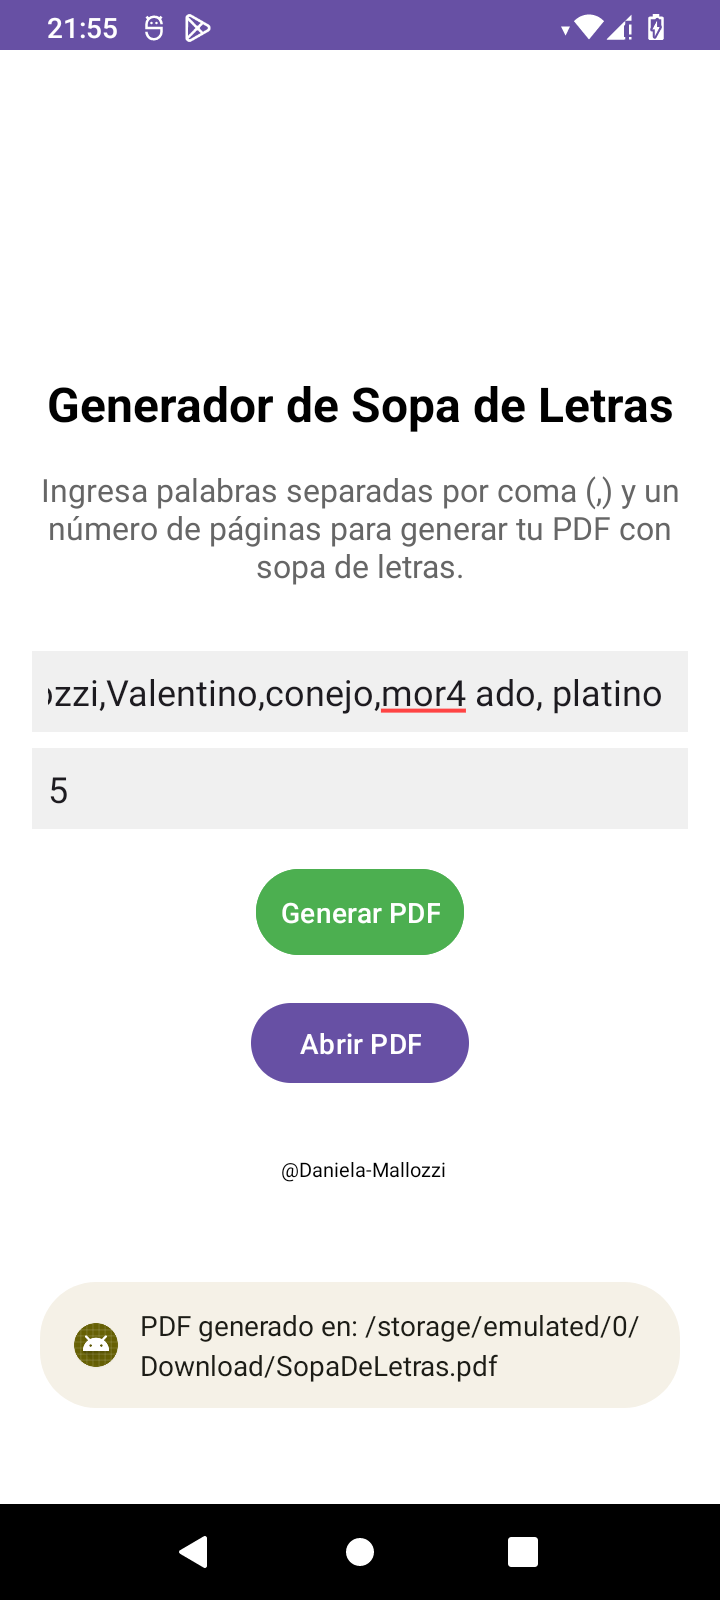 21:55
Generador de Sopa de Letras
Ingresa palabras separadas por coma (,) y un
número de páginas para generar tu PDF con
sopa de letras.
ozzi,Valentino,conejo,mor4 ado, platino
5
Generar PDF
Abrir PDF
@Daniela-Mallozzi
PDF generado en: /storage/emulated/0/
Download/SopaDeLetras.pdf